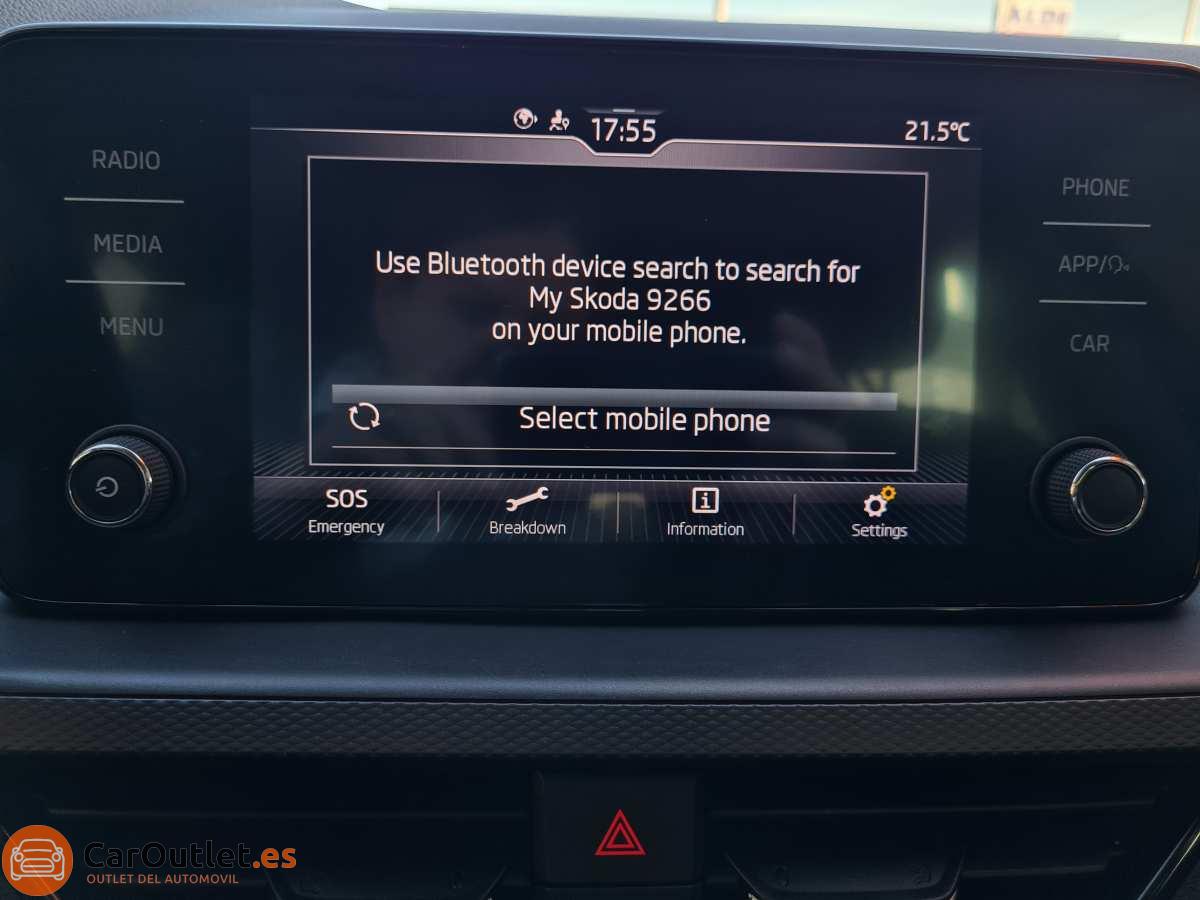 17:55
21.5°C
RADIO
MEDIA
MENU
PHONE
APP/
CAR
Use Bluetooth device search to search for
My Skoda 9266
on your mobile phone.
Select mobile phone
SOS
Emergency
Breakdown
i
Information
Settings
CarOutlet.es
OUTLET DEL AUTOMOVIL